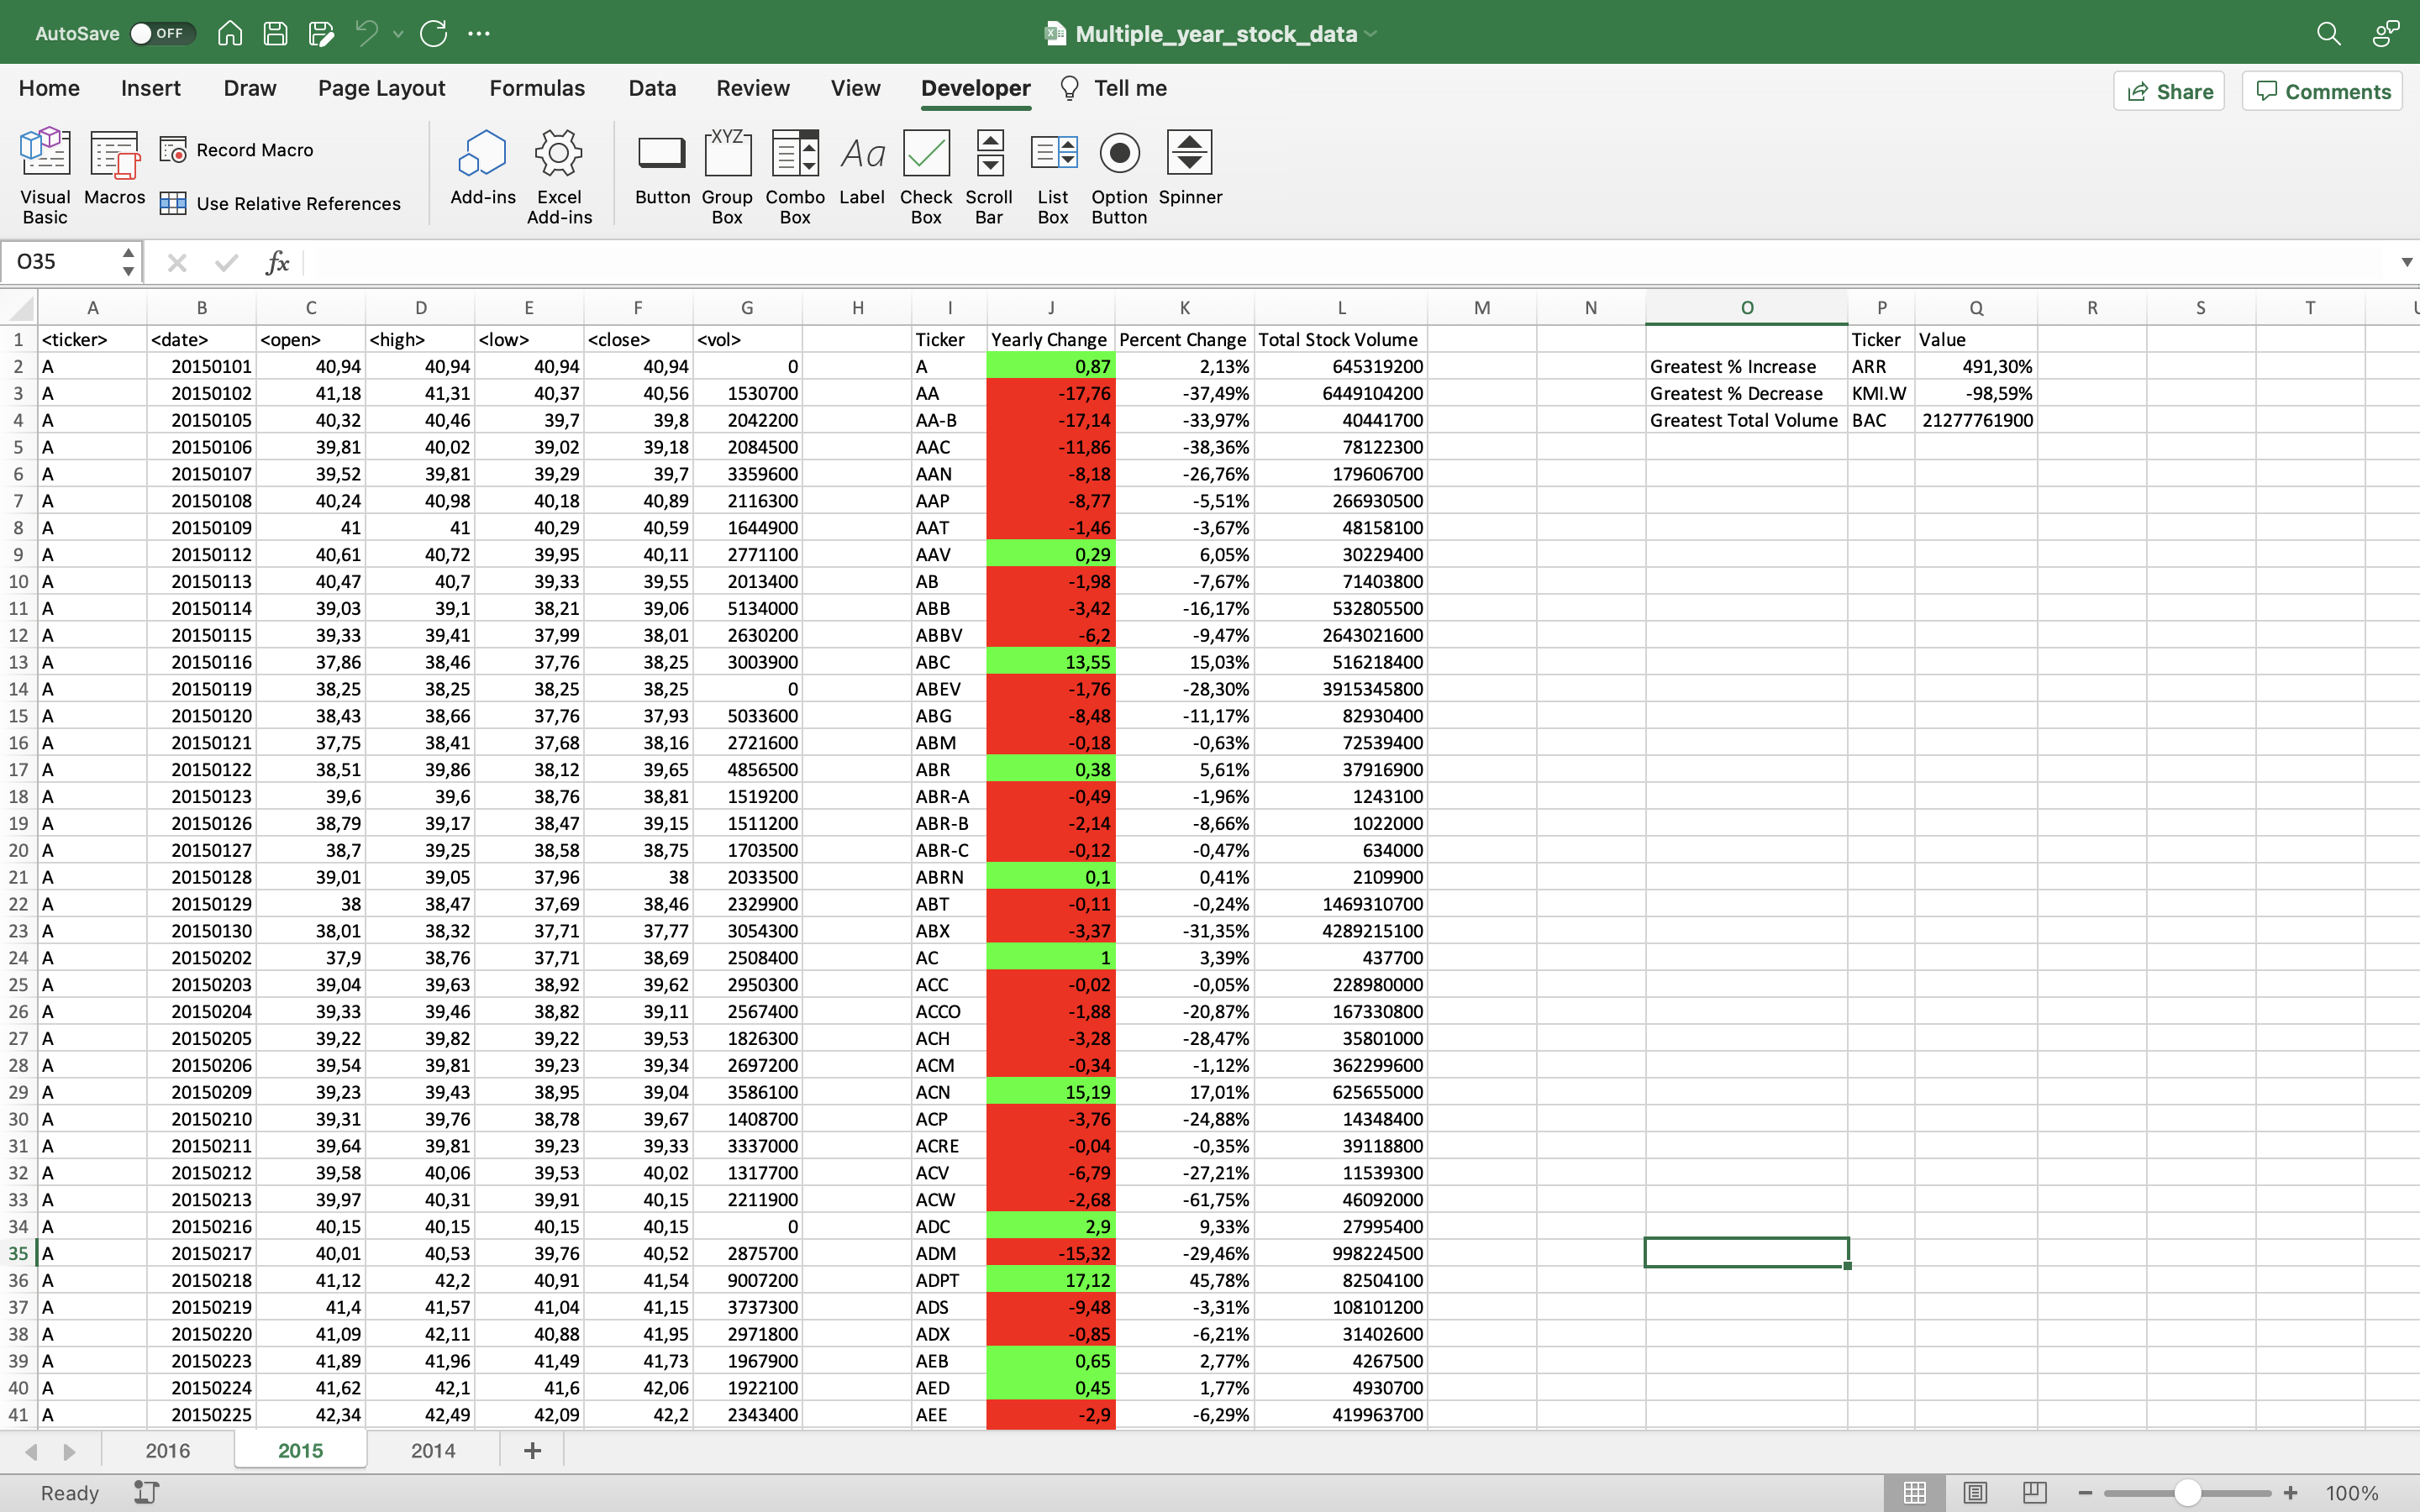 AutoSave OFF Multiple_year_stock_data
Home Insert Draw Page Layout Formulas Data Review View Developer Tell me Share Comments
Visual Basic Macros Record Macro Use Relative References Add-ins Excel Add-ins Button XYZ Group Box Combo Box Aa Label Check Box Scroll Bar List Box Option Button Spinner
O35 fx
A B C D E F G H I J K L M N O P Q R S T
1 <ticker> <date> <open> <high> <low> <close> <vol> Ticker Yearly Change Percent Change Total Stock Volume Ticker Value
2 A 20150101 40,94 40,94 40,94 40,94 0 A 0,87 2,13% 645319200 Greatest % Increase ARR 491,30%
3 A 20150102 41,18 41,31 40,37 40,56 1530700 AA -17,76 -37,49% 6449104200 Greatest % Decrease KMI.W -98,59%
4 A 20150105 40,32 40,46 39,7 39,8 2042200 AA-B -17,14 -33,97% 40441700 Greatest Total Volume BAC 21277761900
5 A 20150106 39,81 40,02 39,02 39,18 2084500 AAC -11,86 -38,36% 78122300
6 A 20150107 39,52 39,81 39,29 39,7 3359600 AAN -8,18 -26,76% 179606700
7 A 20150108 40,24 40,98 40,18 40,89 2116300 AAP -8,77 -5,51% 266930500
8 A 20150109 41 41 40,29 40,59 1644900 AAT -1,46 -3,67% 48158100
9 A 20150112 40,61 40,72 39,95 40,11 2771100 AAV 0,29 6,05% 30229400
10 A 20150113 40,47 40,7 39,33 39,55 2013400 AB -1,98 -7,67% 71403800
11 A 20150114 39,03 39,1 38,21 39,06 5134000 ABB -3,42 -16,17% 532805500
12 A 20150115 39,33 39,41 37,99 38,01 2630200 ABBV -6,2 -9,47% 2643021600
13 A 20150116 37,86 38,46 37,76 38,25 3003900 ABC 13,55 15,03% 516218400
14 A 20150119 38,25 38,25 38,25 38,25 0 ABEV -1,76 -28,30% 3915345800
15 A 20150120 38,43 38,66 37,76 37,93 5033600 ABG -8,48 -11,17% 82930400
16 A 20150121 37,75 38,41 37,68 38,16 2721600 ABM -0,18 -0,63% 72539400
17 A 20150122 38,51 39,86 38,12 39,65 4856500 ABR 0,38 5,61% 37916900
18 A 20150123 39,6 39,6 38,76 38,81 1519200 ABR-A -0,49 -1,96% 1243100
19 A 20150126 38,79 39,17 38,47 39,15 1511200 ABR-B -2,14 -8,66% 1022000
20 A 20150127 38,7 39,25 38,58 38,75 1703500 ABR-C -0,12 -0,47% 634000
21 A 20150128 39,01 39,05 37,96 38 2033500 ABRN 0,1 0,41% 2109900
22 A 20150129 38 38,47 37,69 38,46 2329900 ABT -0,11 -0,24% 1469310700
23 A 20150130 38,01 38,32 37,71 37,77 3054300 ABX -3,37 -31,35% 4289215100
24 A 20150202 37,9 38,76 37,71 38,69 2508400 AC 1 3,39% 437700
25 A 20150203 39,04 39,63 38,92 39,62 2950300 ACC -0,02 -0,05% 228980000
26 A 20150204 39,33 39,46 38,82 39,11 2567400 ACCO -1,88 -20,87% 167330800
27 A 20150205 39,22 39,82 39,22 39,53 1826300 ACH -3,28 -28,47% 35801000
28 A 20150206 39,54 39,81 39,23 39,34 2697200 ACM -0,34 -1,12% 362299600
29 A 20150209 39,23 39,43 38,95 39,04 3586100 ACN 15,19 17,01% 625655000
30 A 20150210 39,31 39,76 38,78 39,67 1408700 ACP -3,76 -24,88% 14348400
31 A 20150211 39,64 39,81 39,23 39,33 3337000 ACRE -0,04 -0,35% 39118800
32 A 20150212 39,58 40,06 39,53 40,02 1317700 ACV -6,79 -27,21% 11539300
33 A 20150213 39,97 40,31 39,91 40,15 2211900 ACW -2,68 -61,75% 46092000
34 A 20150216 40,15 40,15 40,15 40,15 0 ADC 2,9 9,33% 27995400
35 A 20150217 40,01 40,53 39,76 40,52 2875700 ADM -15,32 -29,46% 998224500
36 A 20150218 41,12 42,2 40,91 41,54 9007200 ADPT 17,12 45,78% 82504100
37 A 20150219 41,4 41,57 41,04 41,15 3737300 ADS -9,48 -3,31% 108101200
38 A 20150220 41,09 42,11 40,88 41,95 2971800 ADX -0,85 -6,21% 31402600
39 A 20150223 41,89 41,96 41,49 41,73 1967900 AEB 0,65 2,77% 4267500
40 A 20150224 41,62 42,1 41,6 42,06 1922100 AED 0,45 1,77% 4930700
41 A 20150225 42,34 42,49 42,09 42,2 2343400 AEE -2,9 -6,29% 419963700
2016 2015 2014
Ready 100%